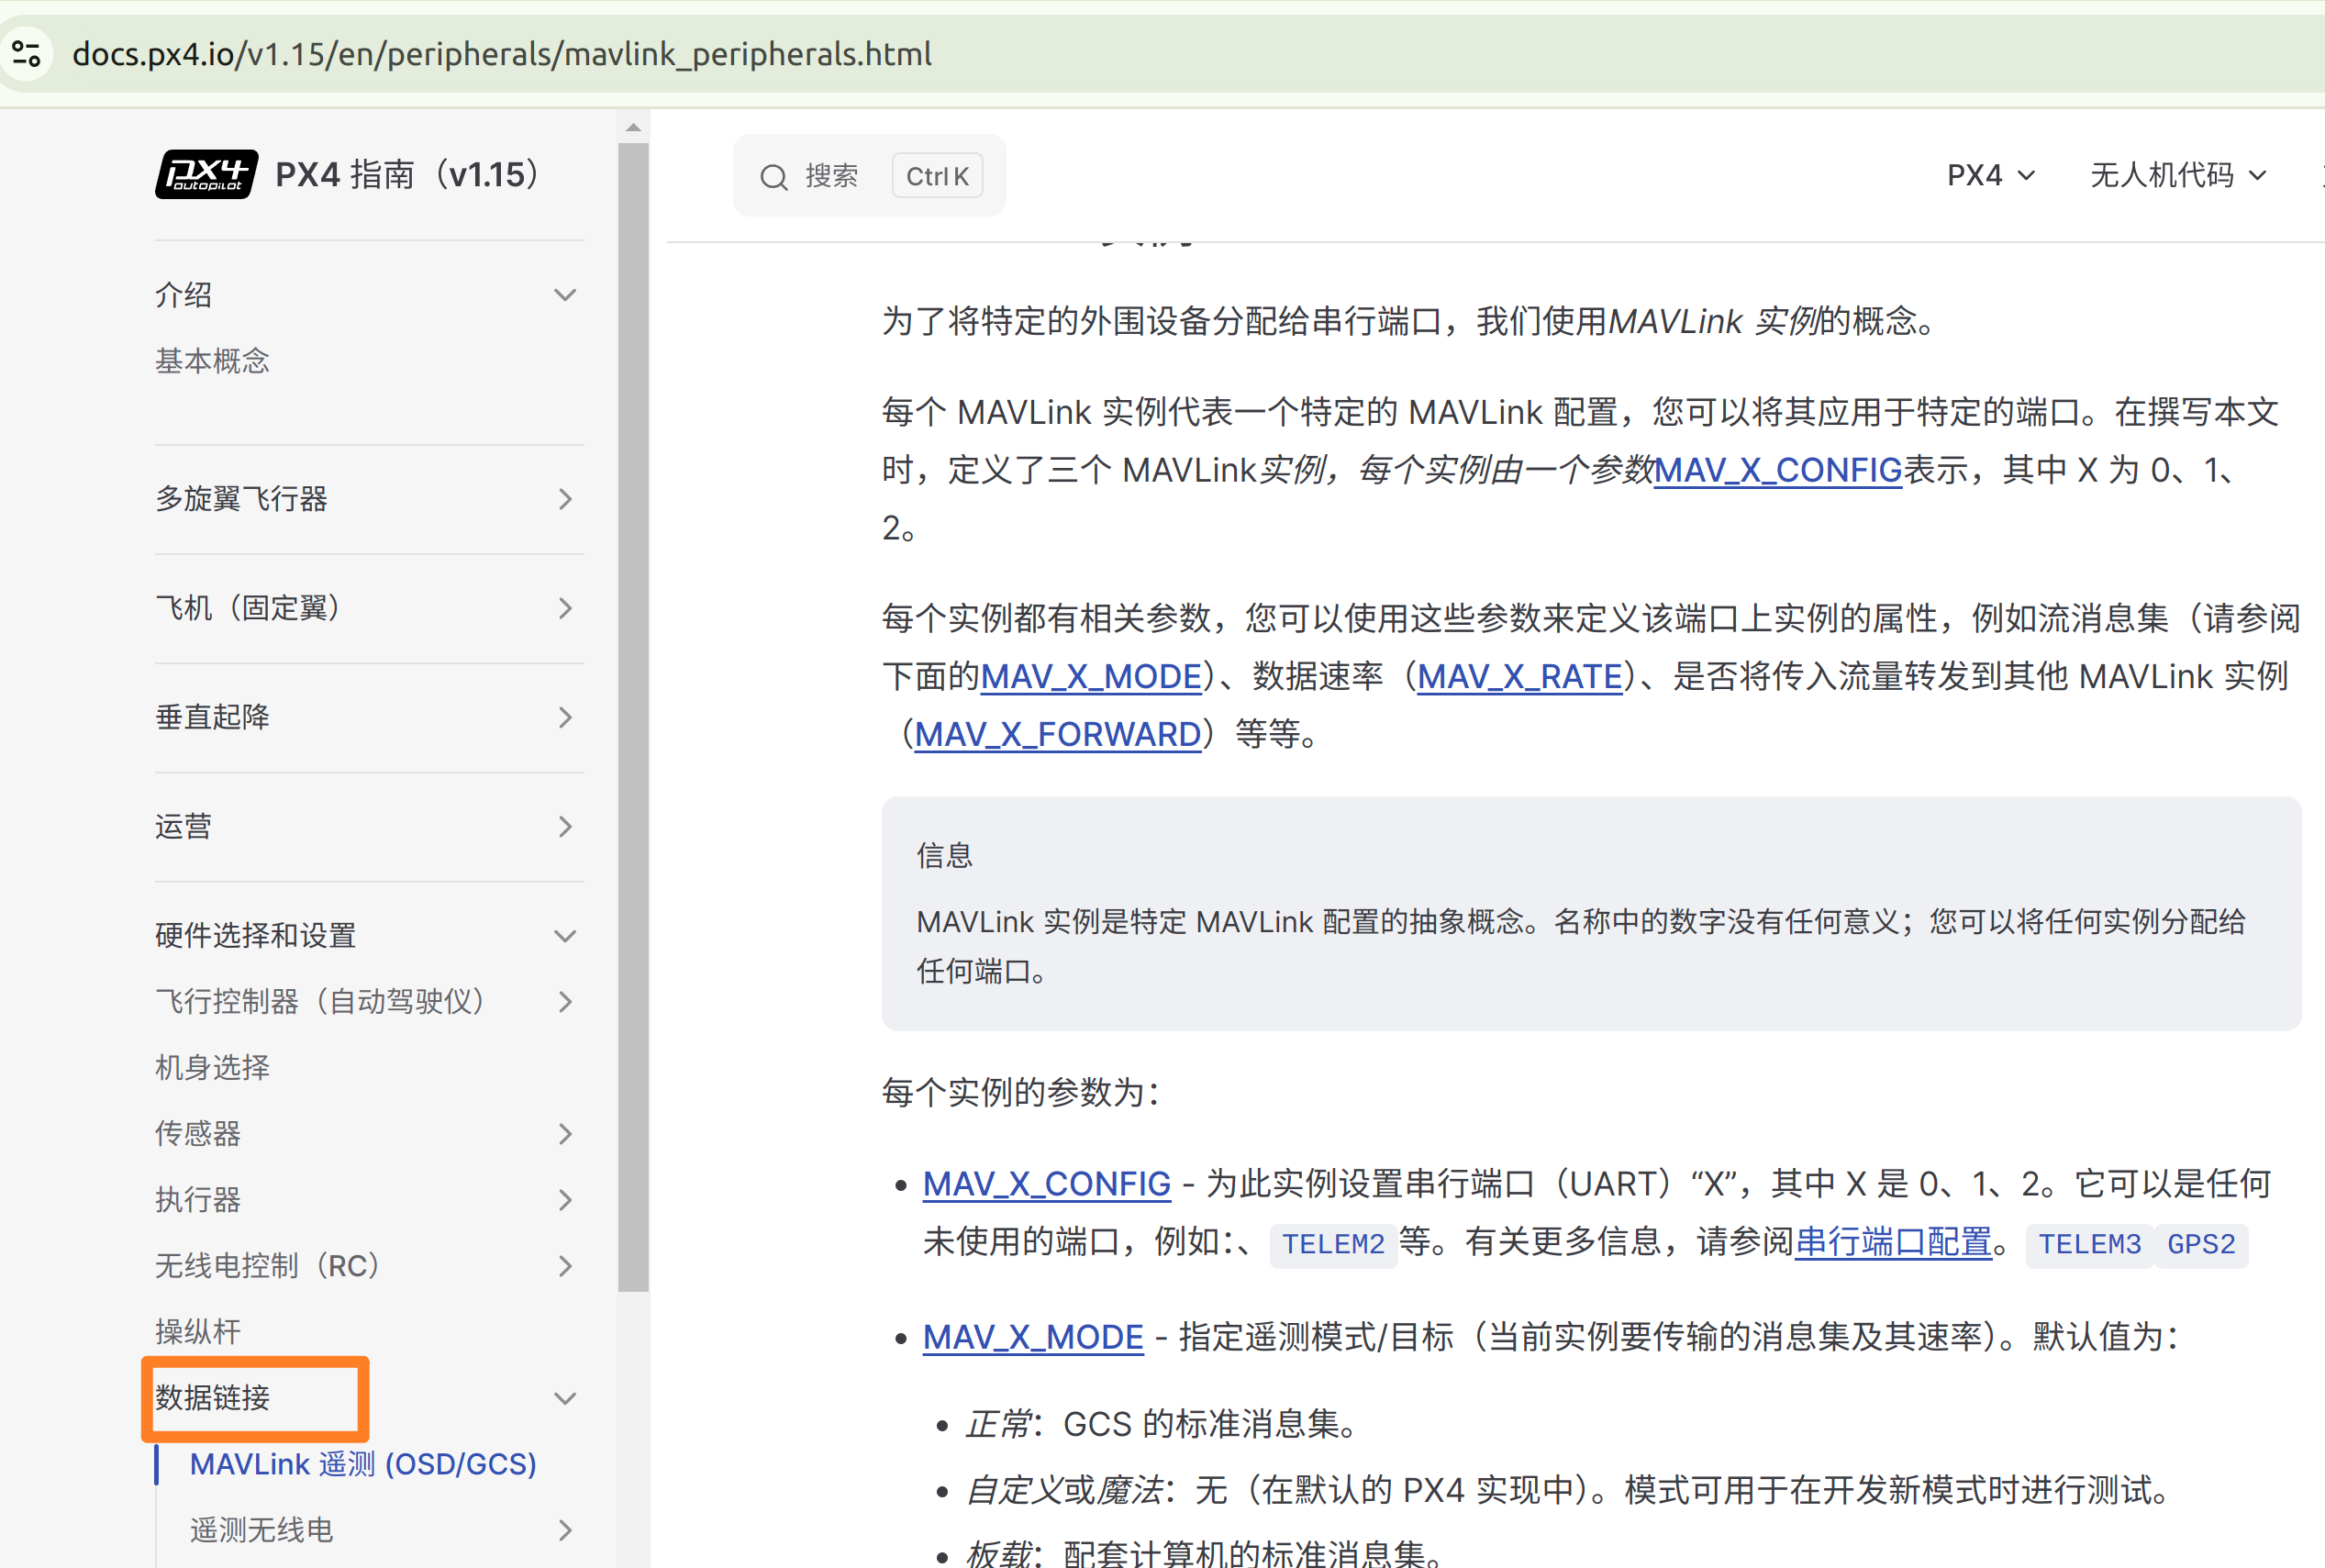 docs.px4.io/v1.15/en/peripherals/mavlink_peripherals.html
PX4 autopilot
PX4 指南（v1.15）
搜索 Ctrl K
PX4
无人机代码
介绍
基本概念
多旋翼飞行器
飞机（固定翼）
垂直起降
运营
硬件选择和设置
飞行控制器（自动驾驶仪）
机身选择
传感器
执行器
无线电控制（RC）
操纵杆
数据链接
MAVLink 遥测 (OSD/GCS)
遥测无线电
为了将特定的外围设备分配给串行端口，我们使用MAVLink 实例的概念。
每个 MAVLink 实例代表一个特定的 MAVLink 配置，您可以将其应用于特定的端口。在撰写本文
时，定义了三个 MAVLink实例，每个实例由一个参数MAV_X_CONFIG表示，其中 X 为 0、1、
2。
每个实例都有相关参数，您可以使用这些参数来定义该端口上实例的属性，例如流消息集（请参阅
下面的MAV_X_MODE）、数据速率（MAV_X_RATE）、是否将传入流量转发到其他 MAVLink 实例
（MAV_X_FORWARD）等等。
信息
MAVLink 实例是特定 MAVLink 配置的抽象概念。名称中的数字没有任何意义；您可以将任何实例分配给
任何端口。
每个实例的参数为：
• MAV_X_CONFIG - 为此实例设置串行端口（UART）“X”，其中 X 是 0、1、2。它可以是任何
未使用的端口，例如：、 TELEM2 等。有关更多信息，请参阅串行端口配置。 TELEM3 GPS2
• MAV_X_MODE - 指定遥测模式/目标（当前实例要传输的消息集及其速率）。默认值为：
• 正常：GCS 的标准消息集。
• 自定义或魔法：无（在默认的 PX4 实现中）。模式可用于在开发新模式时进行测试。
• 板载：配套计算机的标准消息集。